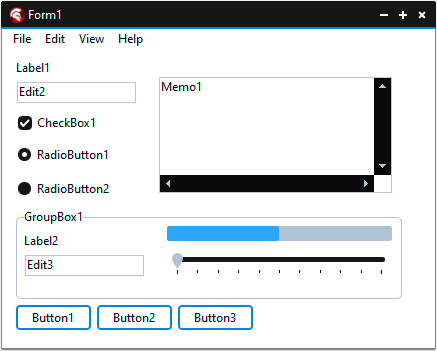 Form1
File Edit View Help
Label1
Edit2
Memo1
CheckBox1
RadioButton1
RadioButton2
GroupBox1
Label2
Edit3
Button1 Button2 Button3